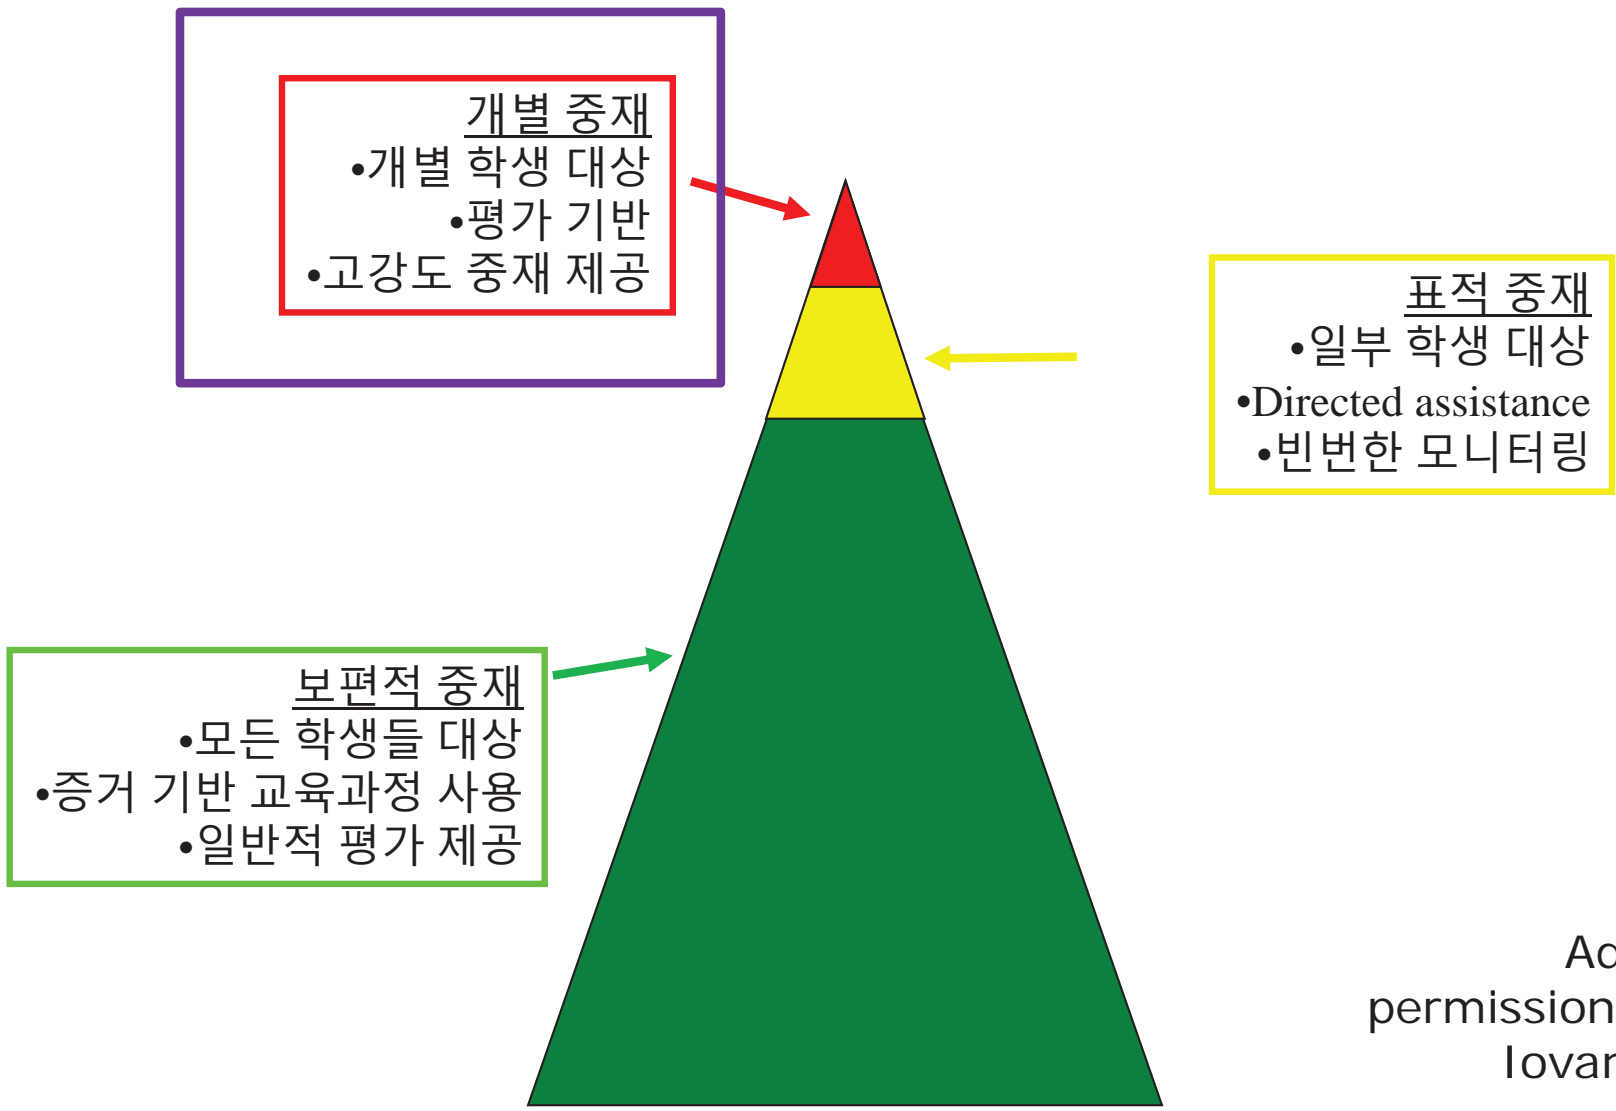 개별 중재
•개별 학생 대상
•평가 기반
•고강도 중재 제공
표적 중재
•일부 학생 대상
•Directed assistance
•빈번한 모니터링
보편적 중재
•모든 학생들 대상
•증거 기반 교육과정 사용
•일반적 평가 제공
permission